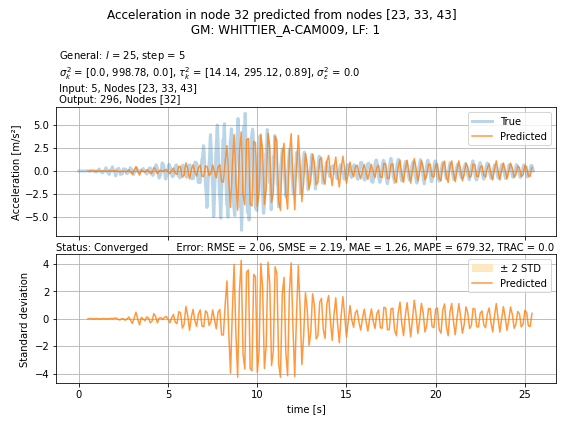 Acceleration in node 32 predicted from nodes [23, 33, 43]
GM: WHITTIER_A-CAM009, LF: 1
General: l = 25, step = 5
σ²ₖ = [0.0, 998.78, 0.0], τ²ₖ = [14.14, 295.12, 0.89], σ²ₑ = 0.0
Input: 5, Nodes [23, 33, 43]
Output: 296, Nodes [32]
Acceleration [m/s²]
5.0
2.5
0.0
−2.5
−5.0
True
Predicted
Status: Converged
Error: RMSE = 2.06, SMSE = 2.19, MAE = 1.26, MAPE = 679.32, TRAC = 0.0
Standard deviation
4
2
0
−2
−4
± 2 STD
Predicted
0
5
10
15
20
25
time [s]